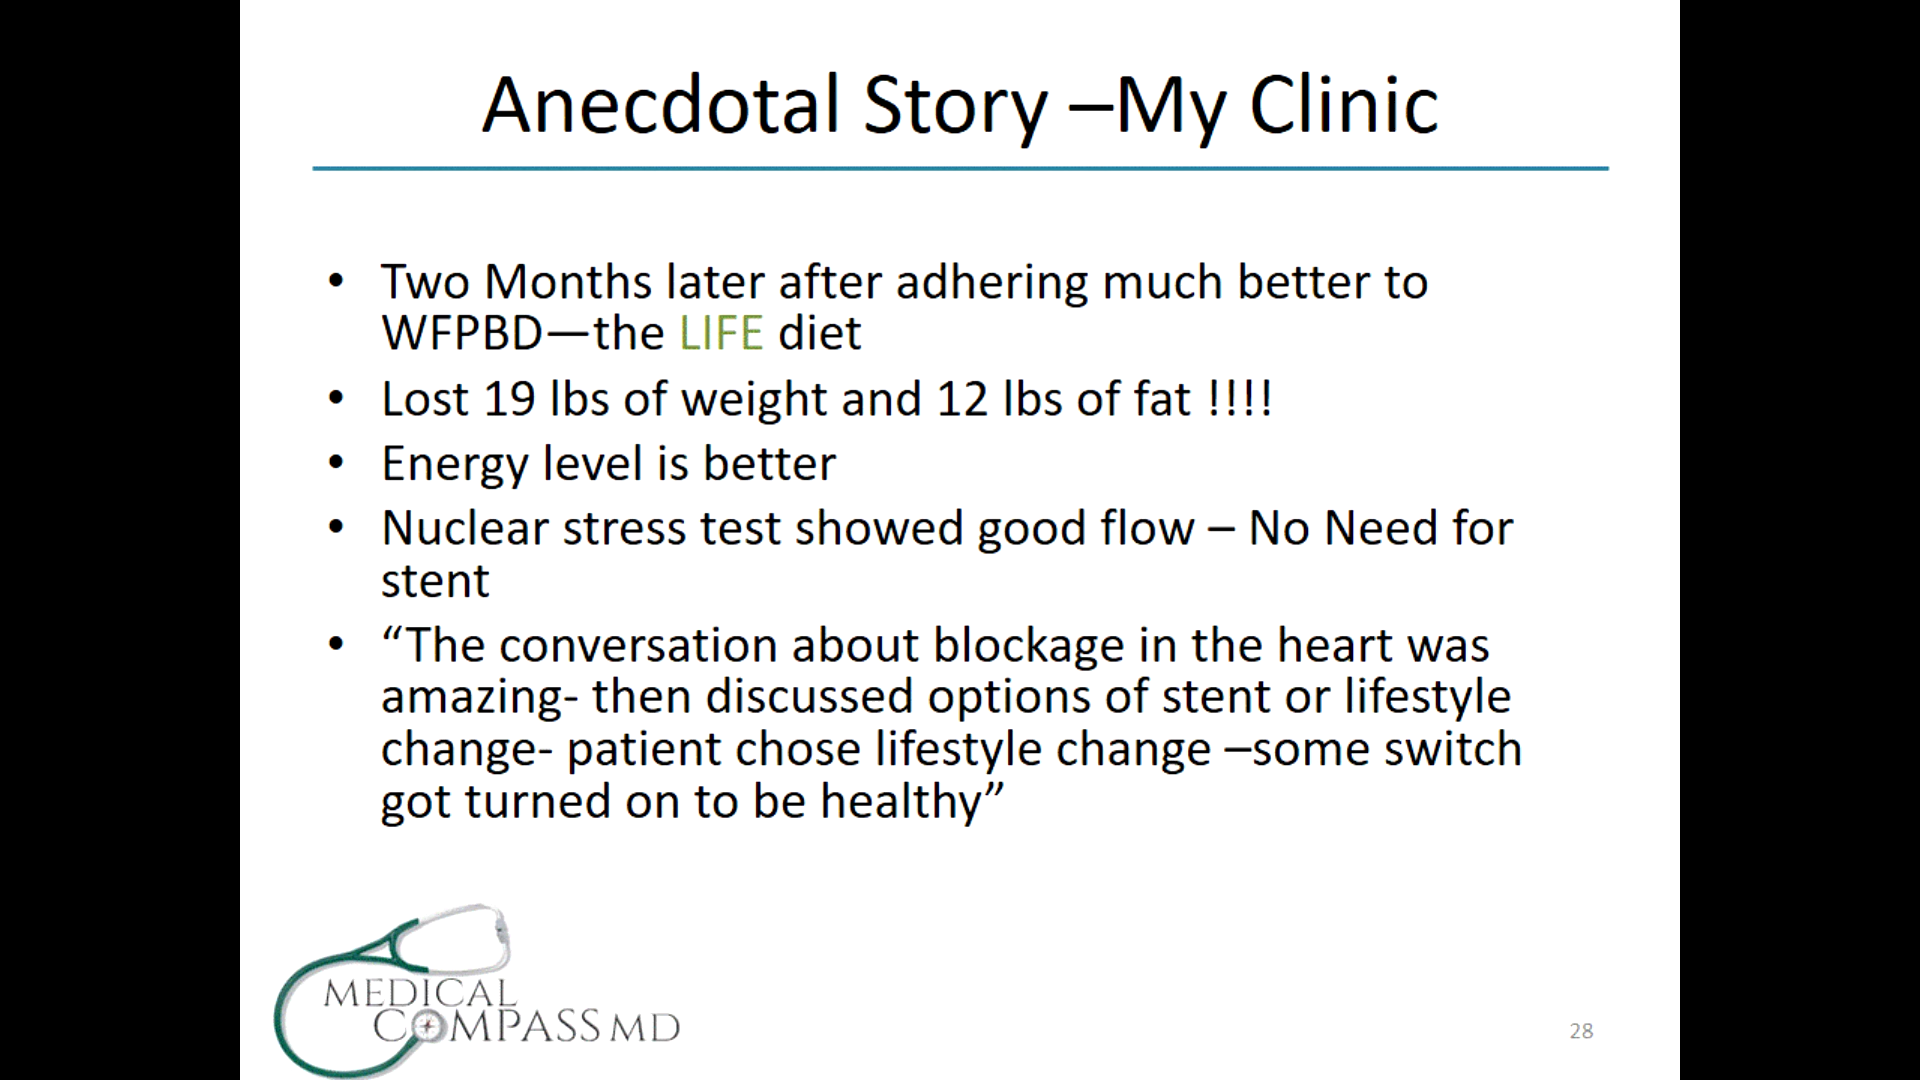 Anecdotal Story –My Clinic
• Two Months later after adhering much better to
WFPBD—the LIFE diet
• Lost 19 lbs of weight and 12 lbs of fat !!!!
• Energy level is better
• Nuclear stress test showed good flow – No Need for
stent
• “The conversation about blockage in the heart was
amazing- then discussed options of stent or lifestyle
change- patient chose lifestyle change –some switch
got turned on to be healthy”
MEDICAL
COMPASS MD
28